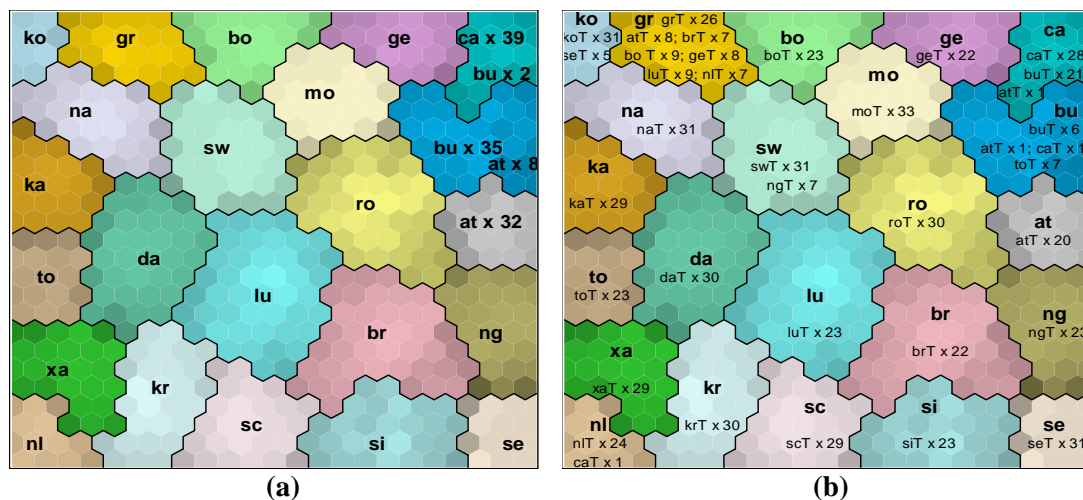 ko gr bo ge ca x 39
bu x 2
na mo
sw bu x 35
at x 8
ka ro at x 32
da
to lu
ng
xa kr br
nl sc si se
(a)
ko gr bo ge ca
koT x 31 grT x 26 boT x 23 geT x 22 caT x 28
seT x 5 atT x 8; brT x 7 buT x 21
boT x 9; geT x 8 atT x 1
luT x 9; nlT x 7
na mo bu
naT x 31 moT x 33 buT x 6
sw atT x 1; caT x 1
swT x 31 toT x 7
ngT x 7
ka ro at
kaT x 29 roT x 30 atT x 20
da
daT x 30
to lu ng
toT x 23 luT x 23
br
brT x 22
xa kr
xaT x 29 krT x 30
nl sc si se
nlT x 24 scT x 29 siT x 23 seT x 31
caT x 1
(b)